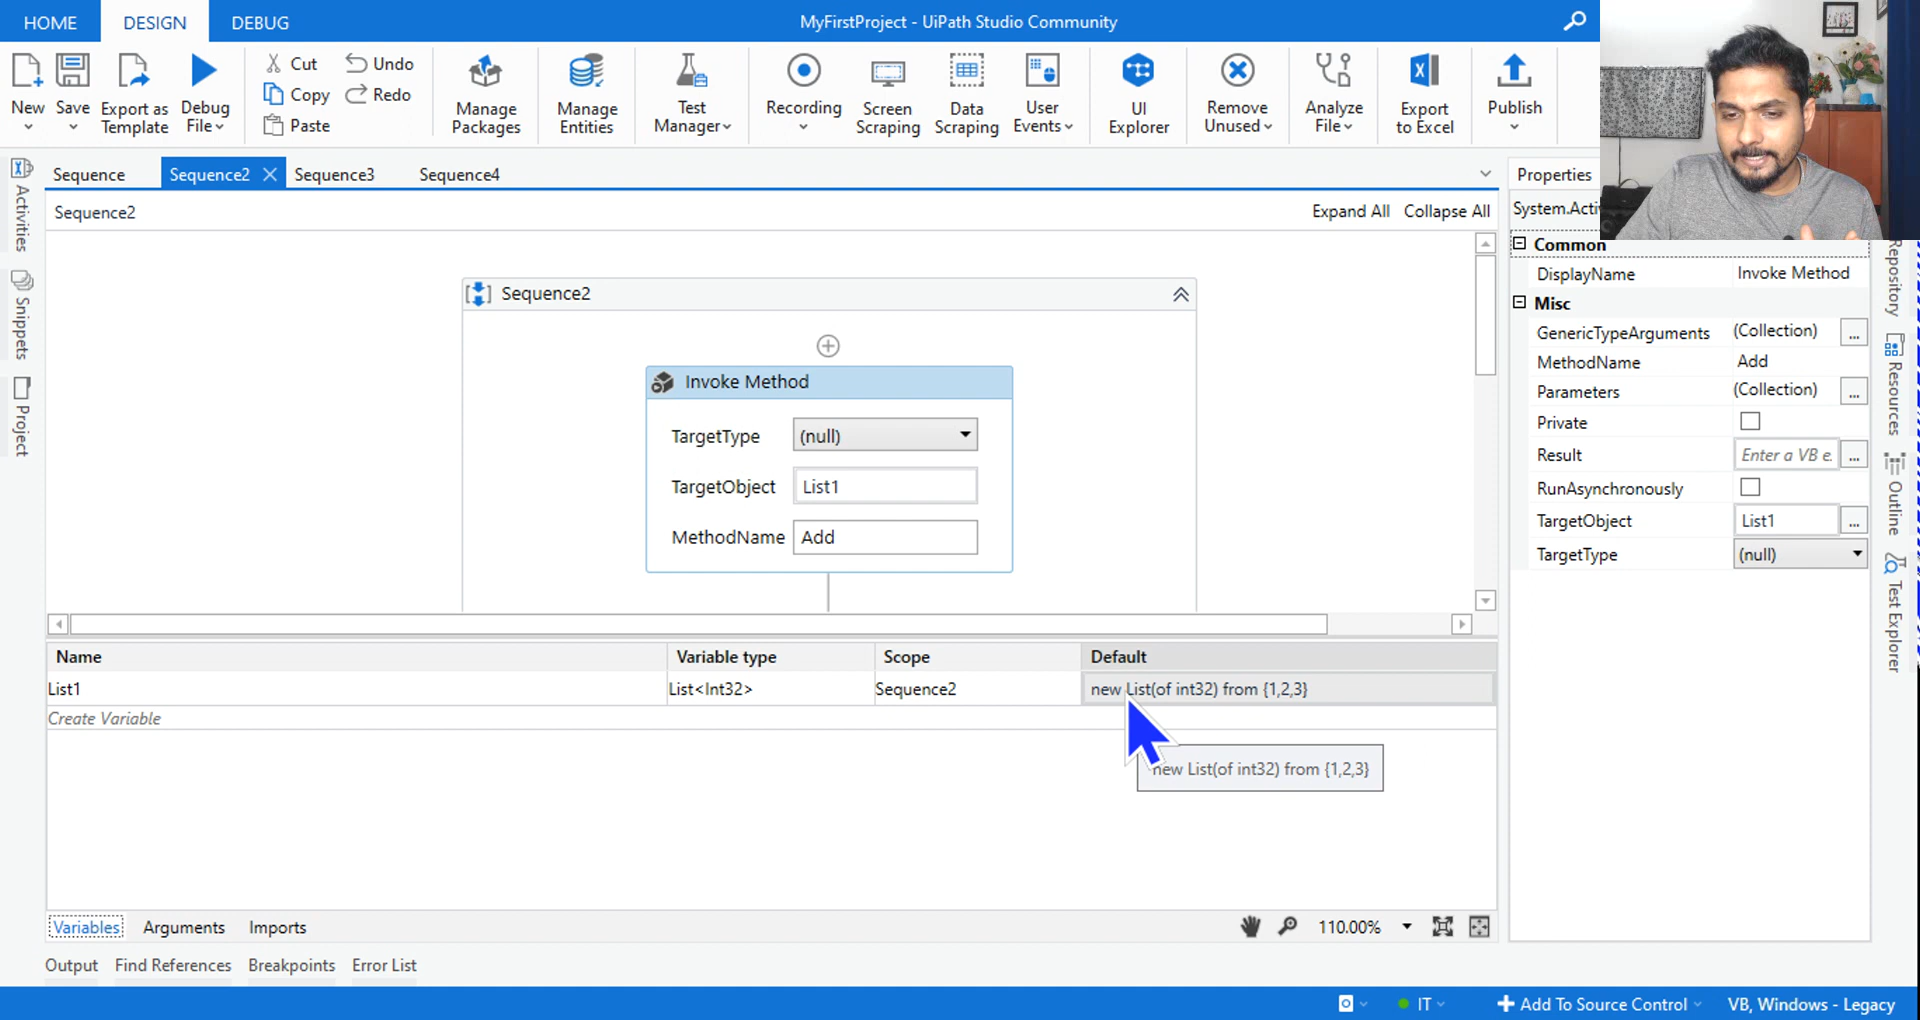 HOME DESIGN DEBUG MyFirstProject - UiPath Studio Community
New Save Export as Template Debug File
Cut Undo
Copy Redo
Paste
Manage Packages Manage Entities Test Manager Recording Screen Scraping Data Scraping User Events UI Explorer Remove Unused Analyze File Export to Excel Publish
Sequence Sequence2 Sequence3 Sequence4
Sequence2 Expand All Collapse All
Sequence2
Invoke Method
TargetType (null)
TargetObject List1
MethodName Add
Name Variable type Scope Default
List1 List<Int32> Sequence2 new List(of int32) from {1,2,3}
Create Variable
new List(of int32) from {1,2,3}
Variables Arguments Imports 110.00%
Output Find References Breakpoints Error List
IT Add To Source Control VB, Windows - Legacy
Activities
Snippets
Project
Properties
System.Acti
Common
DisplayName Invoke Method
Misc
GenericTypeArguments (Collection) ...
MethodName Add
Parameters (Collection) ...
Private
Result Enter a VB e. ...
RunAsynchronously
TargetObject List1 ...
TargetType (null)
Repository
Resources
Outline
Test Explorer